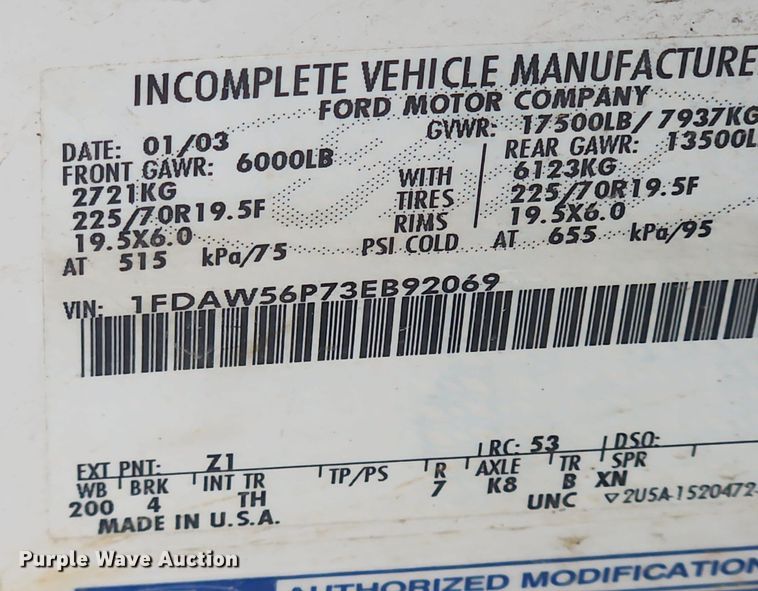 INCOMPLETE VEHICLE MANUFACTURE
FORD MOTOR COMPANY
DATE: 01/03 GVWR: 17500LB/ 7937KG
FRONT GAWR: 6000LB REAR GAWR: 13500L
2721KG WITH 6123KG
225/70R19.5F TIRES 225/70R19.5F
19.5X6.0 RIMS 19.5X6.0
AT 515 kPa/75 PSI COLD AT 655 kPa/95
VIN: 1FDAW56P73EB92069
EXT PNT: Z1 RC: 53 DSO:
WB BRK INT TR TP/PS R AXLE TR SPR
200 4 TH 7 K8 B XN
MADE IN U.S.A. UNC ▽2U5A-1520472-
Purple Wave Auction
AUTHORIZED MODIFICATION